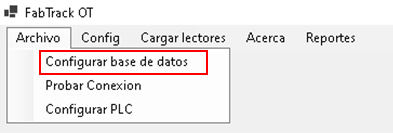 FabTrack OT
Archivo Config Cargar lectores Acerca Reportes
Configurar base de datos
Probar Conexion
Configurar PLC